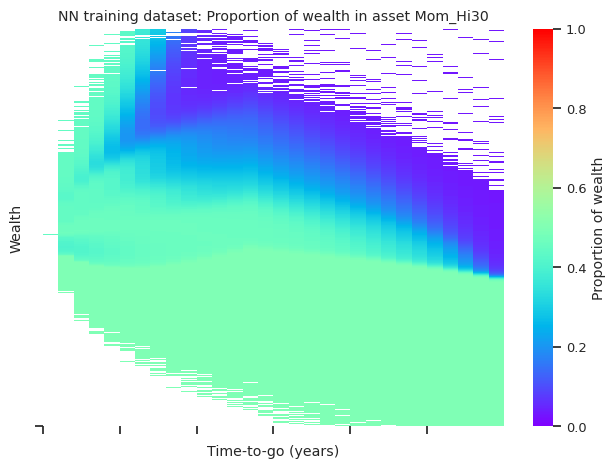 NN training dataset: Proportion of wealth in asset Mom_Hi30
1.0
0.8
0.6
0.4
0.2
0.0
Proportion of wealth
Wealth
Time-to-go (years)